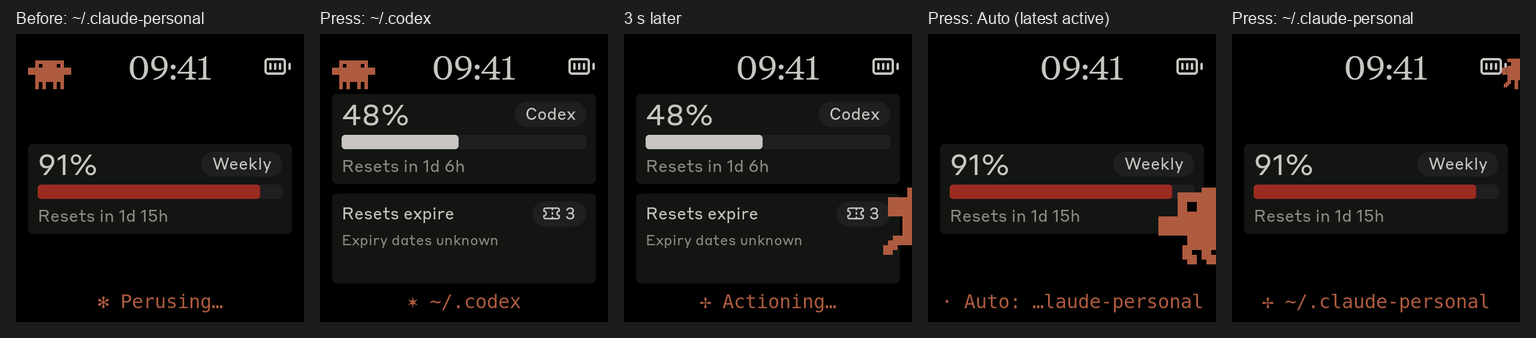 Before: ~/.claude-personal
09:41
91%
Weekly
Resets in 1d 15h
✻ Perusing…
Press: ~/.codex
09:41
48%
Codex
Resets in 1d 6h
Resets expire
3
Expiry dates unknown
✶ ~/.codex
3 s later
09:41
48%
Codex
Resets in 1d 6h
Resets expire
3
Expiry dates unknown
✢ Actioning…
Press: Auto (latest active)
09:41
91%
Weekly
Resets in 1d 15h
· Auto: …laude-personal
Press: ~/.claude-personal
09:41
91%
Weekly
Resets in 1d 15h
✢ ~/.claude-personal